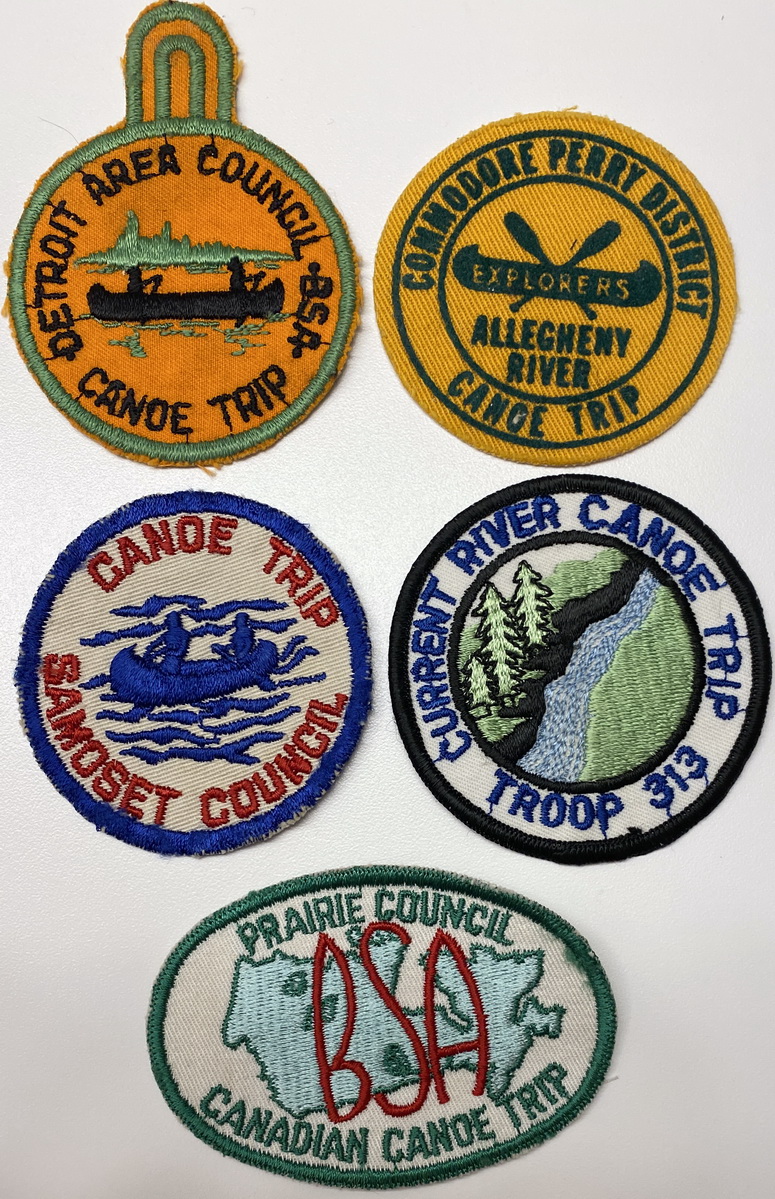 DETROIT AREA COUNCIL · BSA ·
CANOE TRIP
COMMODORE PERRY DISTRICT
EXPLORERS
ALLEGHENY
RIVER
CANOE TRIP
CANOE TRIP
SAMOSET COUNCIL
CURRENT RIVER CANOE TRIP
TROOP 313
PRAIRIE COUNCIL
BSA
CANADIAN CANOE TRIP